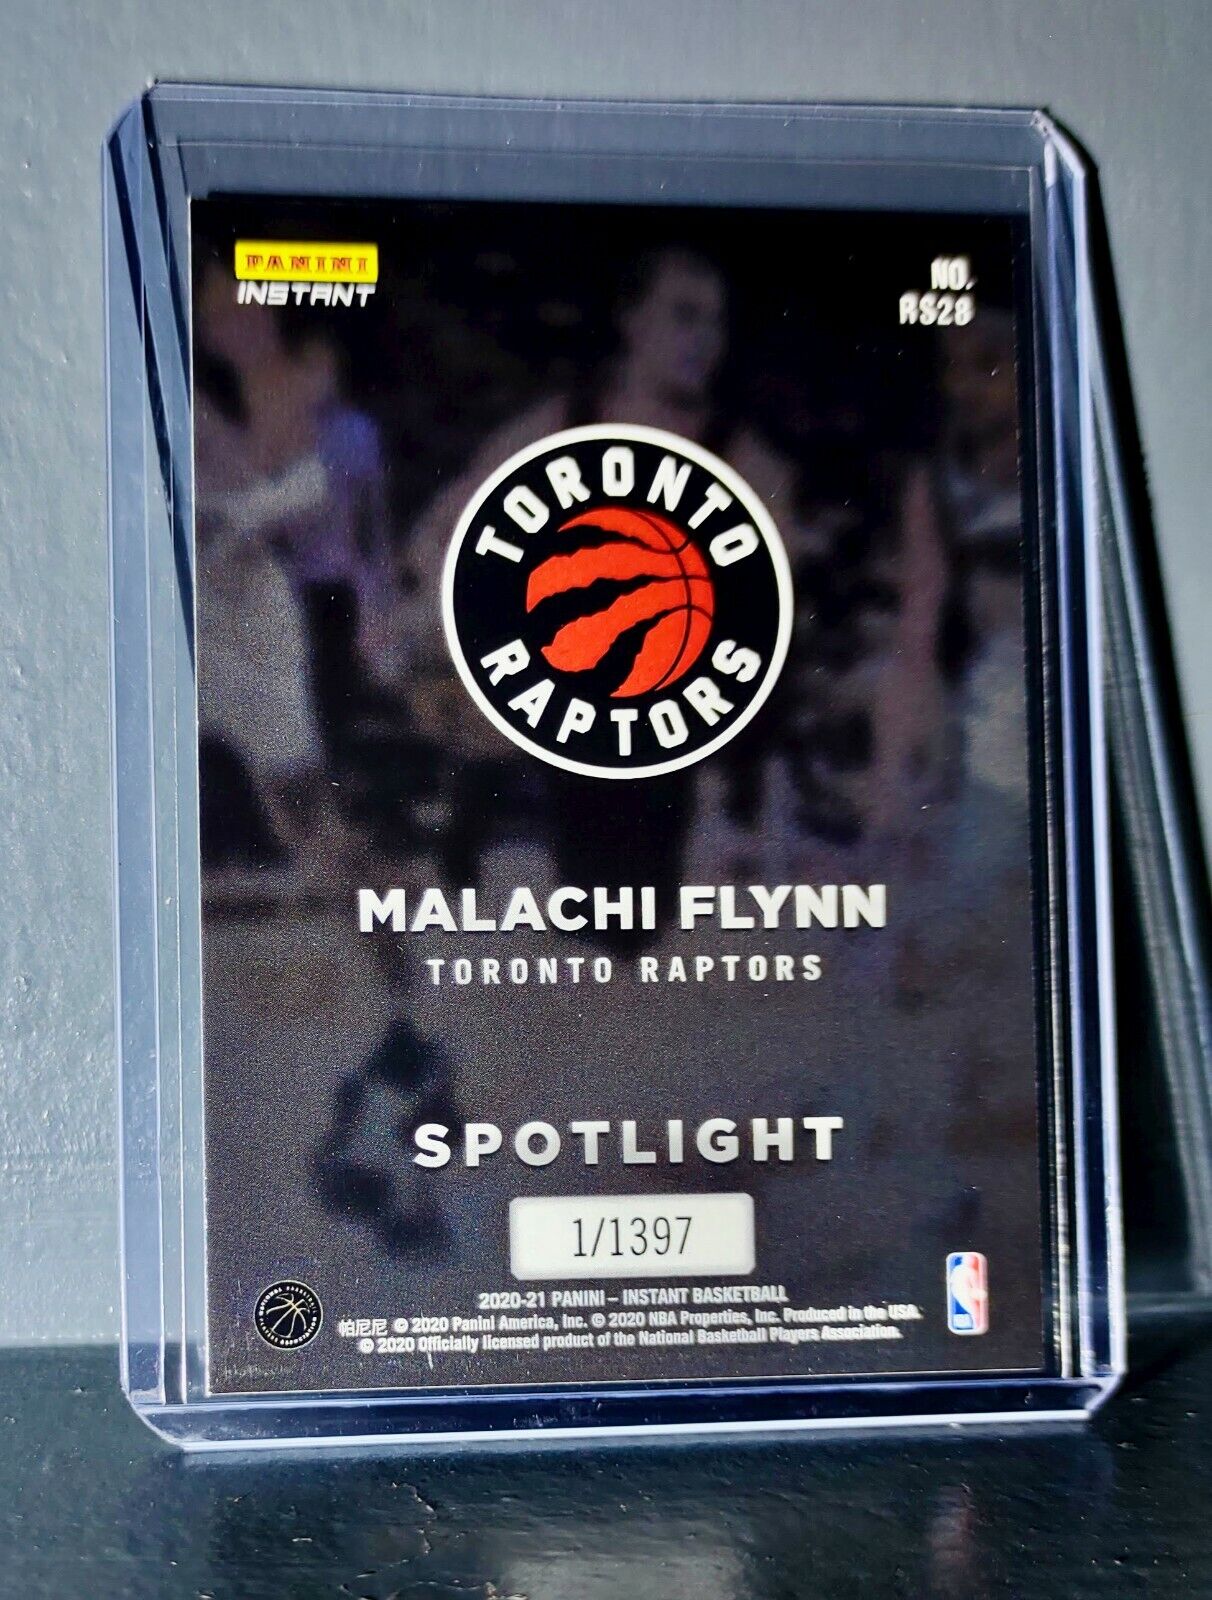 PANINI
INSTANT
NO.
RS28
TORONTO
RAPTORS
MALACHI FLYNN
TORONTO RAPTORS
SPOTLIGHT
1/1397
2020-21 PANINI – INSTANT BASKETBALL
帕尼尼 © 2020 Panini America, Inc. © 2020 NBA Properties, Inc. Produced in the USA.
© 2020 Officially licensed product of the National Basketball Players Association.